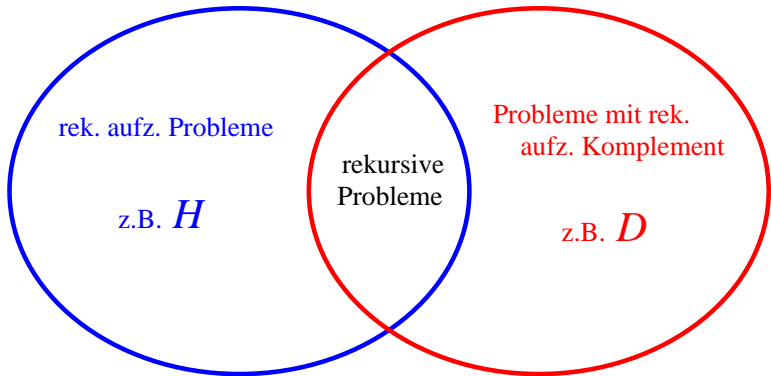 rek. aufz. Probleme
z.B. H
rekursive
Probleme
Probleme mit rek.
aufz. Komplement
z.B. D